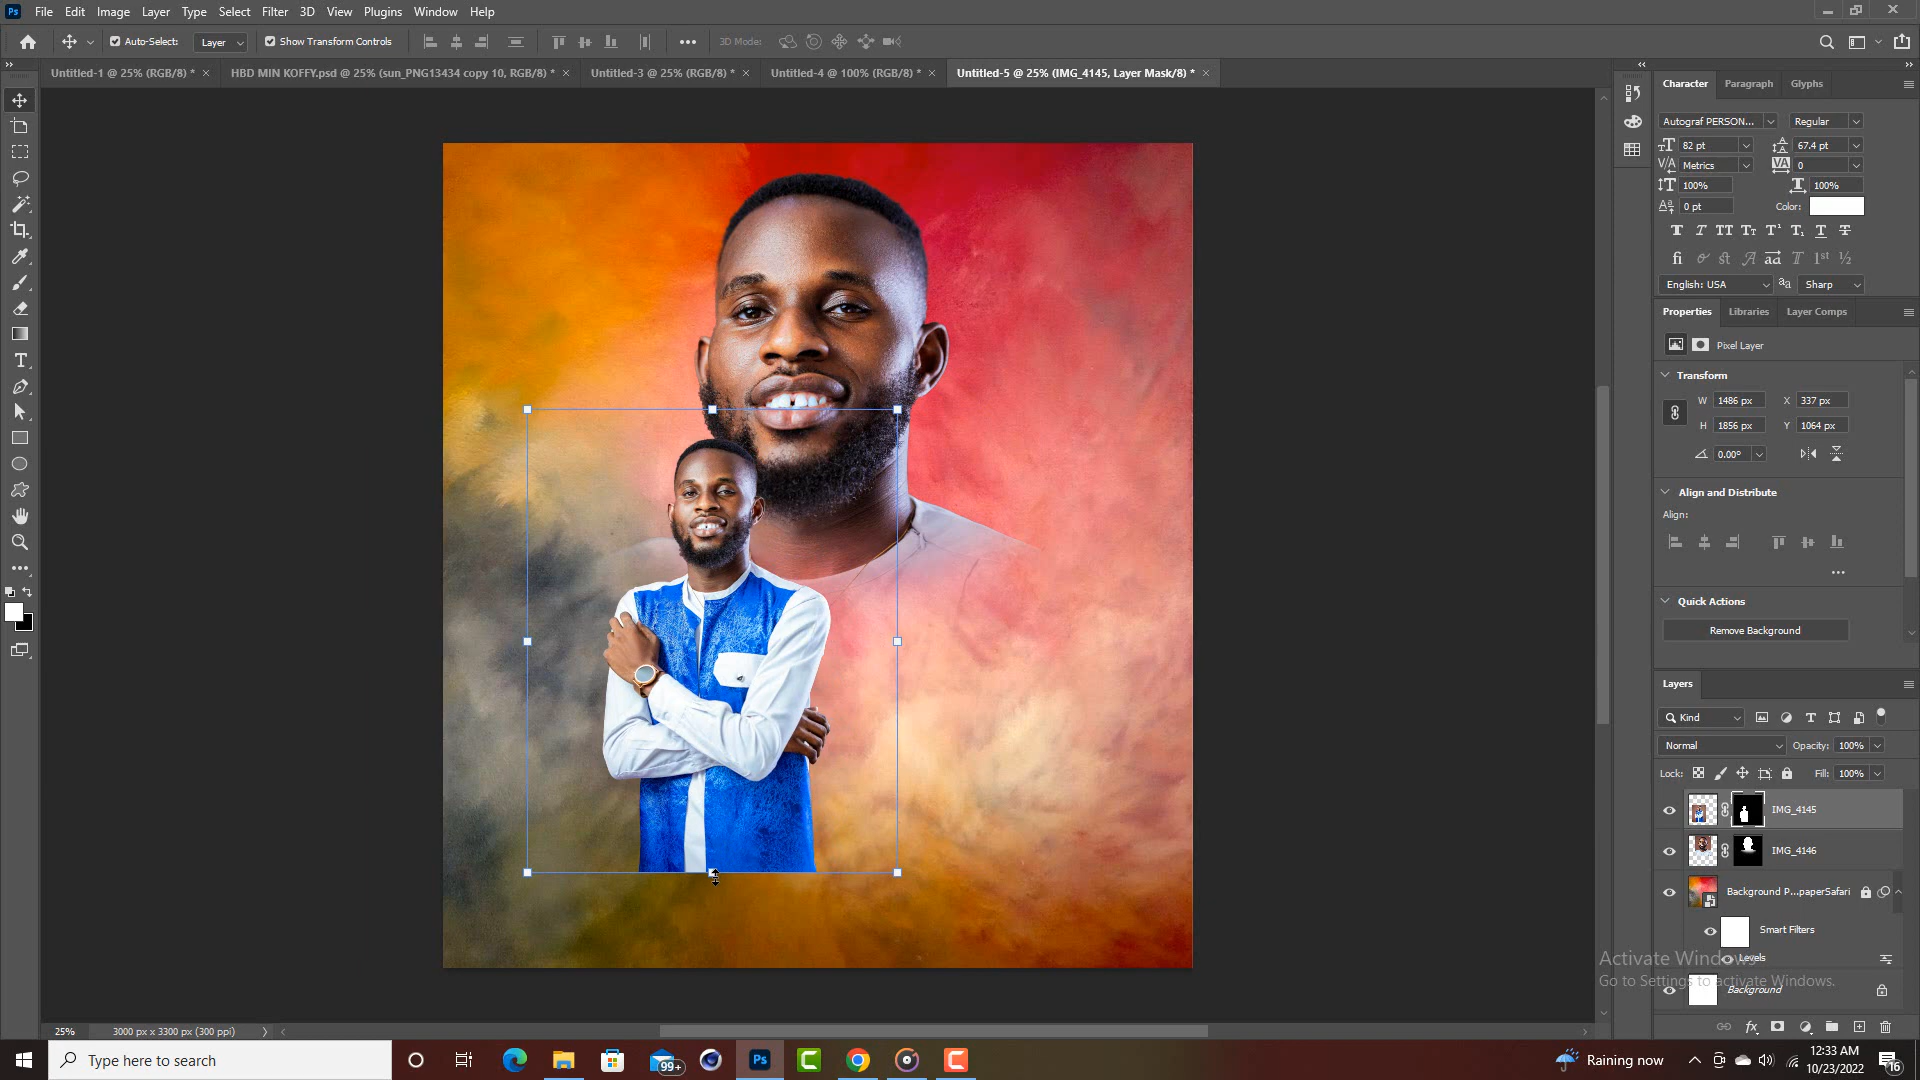 Ps File Edit Image Layer Type Select Filter 3D View Plugins Window Help
Auto-Select: Layer Show Transform Controls 3D Mode:
Untitled-1 @ 25% (RGB/8) * × HBD MIN KOFFY.psd @ 25% (sun_PNG13434 copy 10, RGB/8) * × Untitled-3 @ 25% (RGB/8) * × Untitled-4 @ 100% (RGB/8) * × Untitled-5 @ 25% (IMG_4145, Layer Mask/8) * ×
Character Paragraph Glyphs
Autograf PERSON... Regular
82 pt 67.4 pt
Metrics 0
100% 100%
0 pt Color:
English: USA aa Sharp
Properties Libraries Layer Comps
Pixel Layer
Transform
W 1486 px X 337 px
H 1856 px Y 1064 px
0.00°
Align and Distribute
Align:
Quick Actions
Remove Background
Layers
Kind
Normal Opacity: 100%
Lock: Fill: 100%
IMG_4145
IMG_4146
Background P...paperSafari
Smart Filters
Levels
Background
Activate Windows
Go to Settings to activate Windows.
25% 3000 px x 3300 px (300 ppi)
Type here to search
99+
Ps
Raining now
12:33 AM
10/23/2022
16